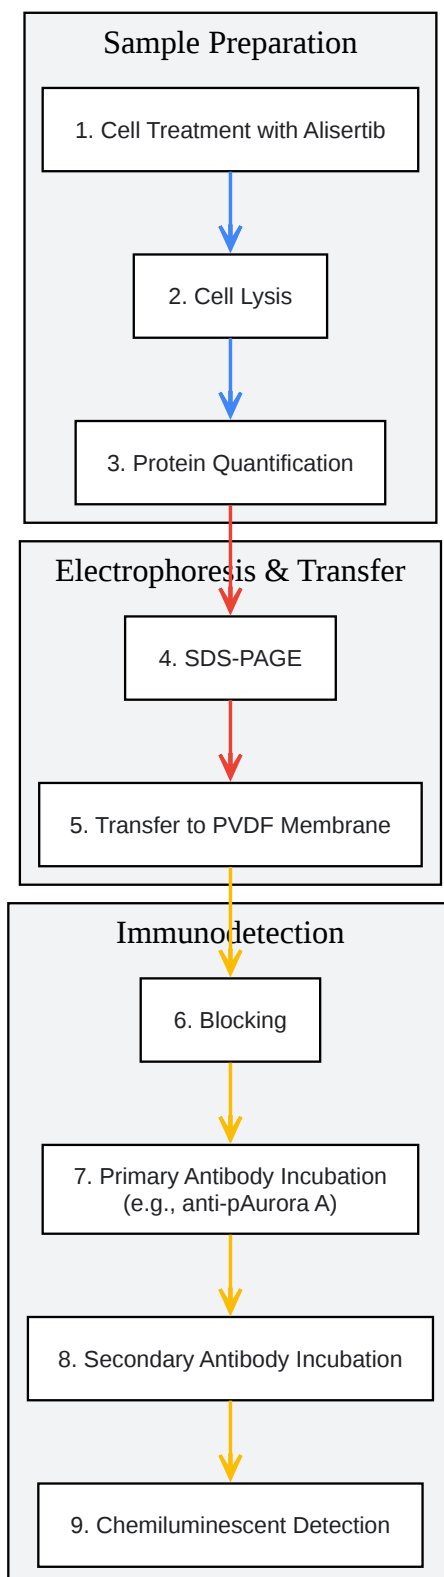 Sample Preparation
1. Cell Treatment with Alisertib
2. Cell Lysis
3. Protein Quantification
Electrophoresis & Transfer
4. SDS-PAGE
5. Transfer to PVDF Membrane
Immunodetection
6. Blocking
7. Primary Antibody Incubation
(e.g., anti-pAurora A)
8. Secondary Antibody Incubation
9. Chemiluminescent Detection